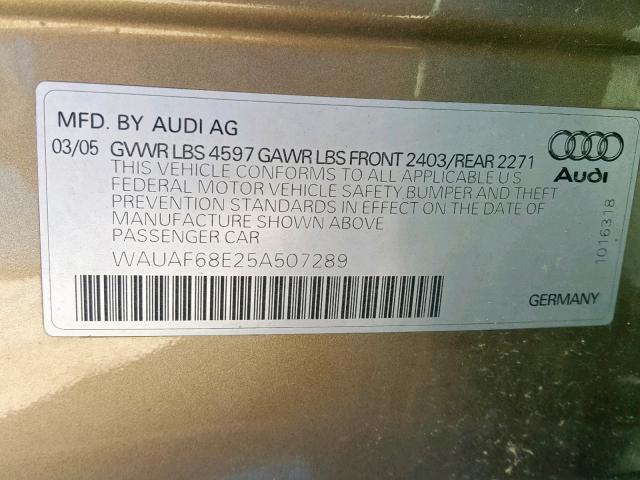 MFD. BY AUDI AG
03/05 GVWR LBS 4597 GAWR LBS FRONT 2403/REAR 2271
THIS VEHICLE CONFORMS TO ALL APPLICABLE U S
FEDERAL MOTOR VEHICLE SAFETY, BUMPER AND THEFT
PREVENTION STANDARDS IN EFFECT ON THE DATE OF
MANUFACTURE SHOWN ABOVE
PASSENGER CAR
WAUAF68E25A507289
Audi
1016318
GERMANY